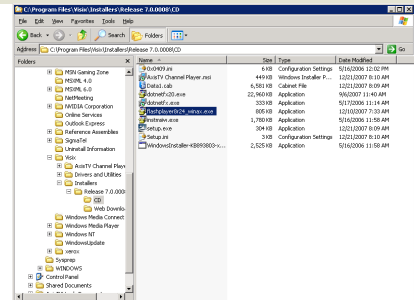 C:\Program Files\Visix\Installers\Release 7.0.0008\CD
File Edit View Favorites Tools Help
Back Search Folders
Address C:\Program Files\Visix\Installers\Release 7.0.0008\CD Go
Folders
MSN Gaming Zone
MSXML 4.0
MSXML 6.0
NetMeeting
NVIDIA Corporation
Online Services
Outlook Express
Reference Assemblies
SigmaTel
Uninstall Information
Visix
AxisTV Channel Playe
Drivers and Utilities
Installers
Release 7.0.0008
CD
Web Downlo
Windows Media Connect
Windows Media Player
Windows NT
WindowsUpdate
xerox
Sysprep
WINDOWS
Control Panel
Shared Documents
Name Size Type Date Modified
0x0409.ini 6 KB Configuration Settings 5/16/2006 12:02 PM
AxisTV Channel Player.msi 449 KB Windows Installer P... 12/21/2007 8:10 AM
Data1.cab 6,581 KB Cabinet File 12/21/2007 8:09 AM
dotnetfx20.exe 22,960 KB Application 9/6/2007 11:40 AM
dotnetfx.exe 333 KB Application 5/17/2006 11:14 AM
flashplayer9r24_winax.exe 805 KB Application 12/10/2007 7:33 AM
instmsiw.exe 1,780 KB Application 5/16/2006 11:58 AM
setup.exe 304 KB Application 12/21/2007 8:10 AM
Setup.ini 3 KB Configuration Settings 12/21/2007 8:10 AM
WindowsInstaller-KB893803-v... 2,525 KB Application 5/16/2006 11:58 AM